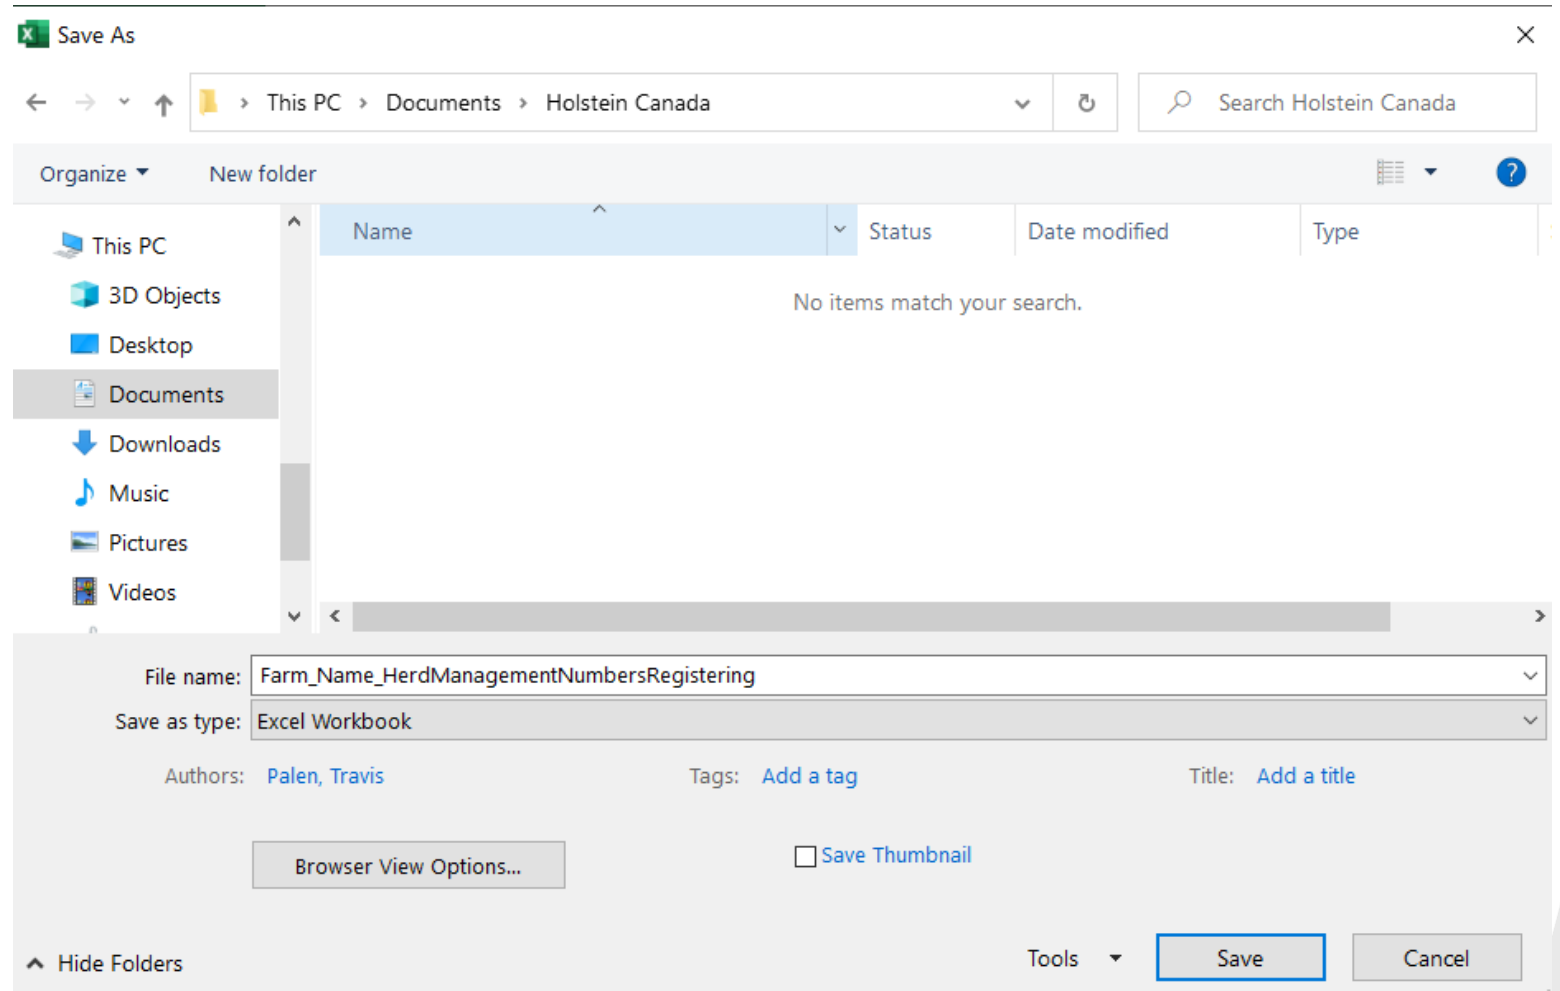 Save As
This PC > Documents > Holstein Canada
Search Holstein Canada
Organize
New folder
?
Name
Status
Date modified
Type
This PC
3D Objects
Desktop
Documents
Downloads
Music
Pictures
Videos
No items match your search.
File name: Farm_Name_HerdManagementNumbersRegistering
Save as type: Excel Workbook
Authors: Palen, Travis
Tags: Add a tag
Title: Add a title
Browser View Options...
Save Thumbnail
Hide Folders
Tools
Save
Cancel